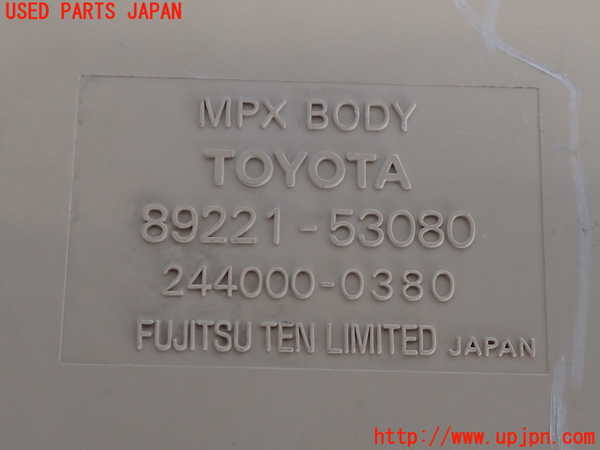 USED PARTS JAPAN
MPX BODY
TOYOTA
89221-53080
244000-0380
FUJITSU TEN LIMITED JAPAN
(C) http://www.upjpn.com/